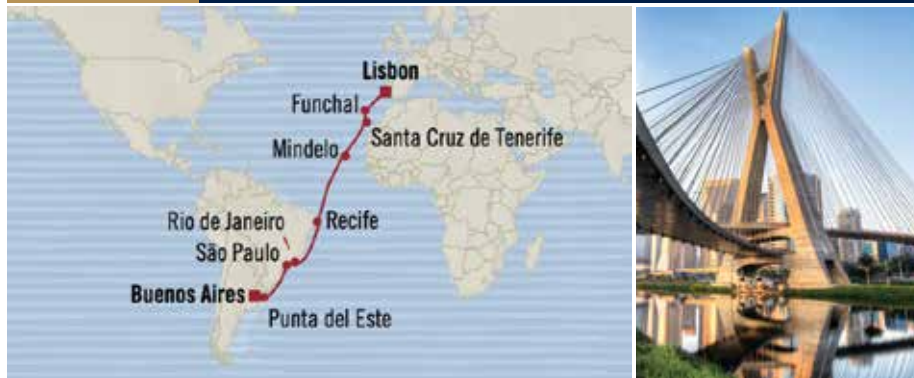 Lisbon
Funchal
Santa Cruz de Tenerife
Mindelo
Recife
Rio de Janeiro
São Paulo
Buenos Aires
Punta del Este